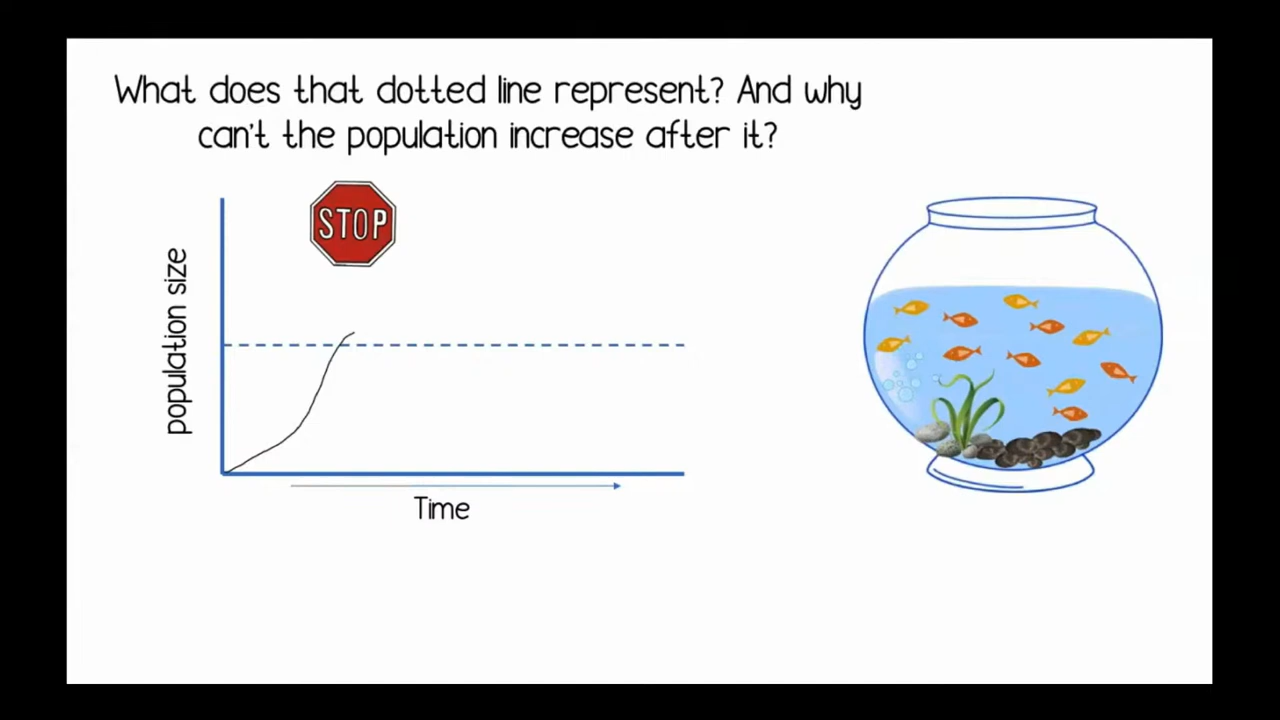 What does that dotted line represent? And why
can't the population increase after it?
STOP
population size
Time